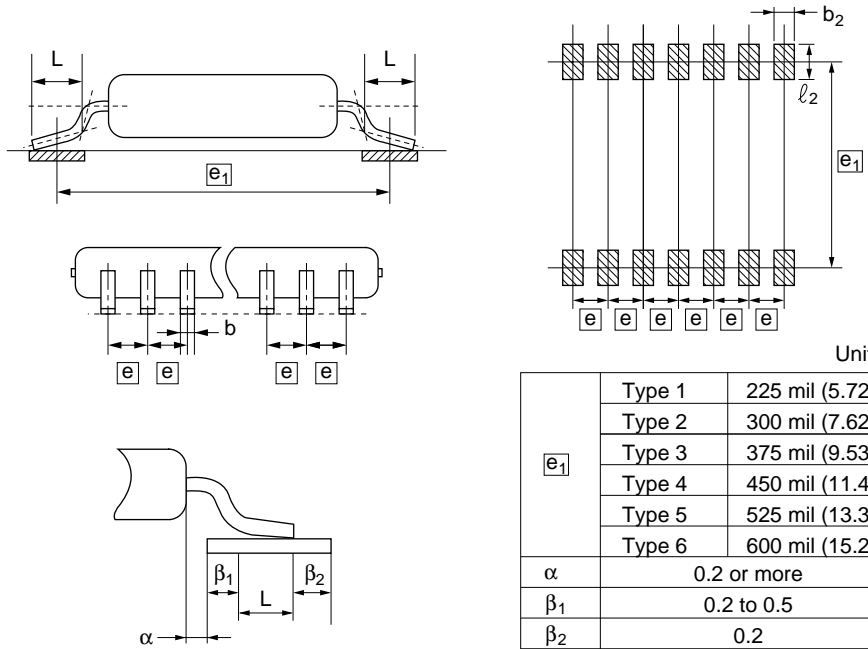 L
L
e1
b
e e e e
b2
ℓ2
e1
e e e e e e
β1
L
β2
α
Unit
e1
Type 1 225 mil (5.72
Type 2 300 mil (7.62
Type 3 375 mil (9.53
Type 4 450 mil (11.4
Type 5 525 mil (13.3
Type 6 600 mil (15.2
α 0.2 or more
β1 0.2 to 0.5
β2 0.2